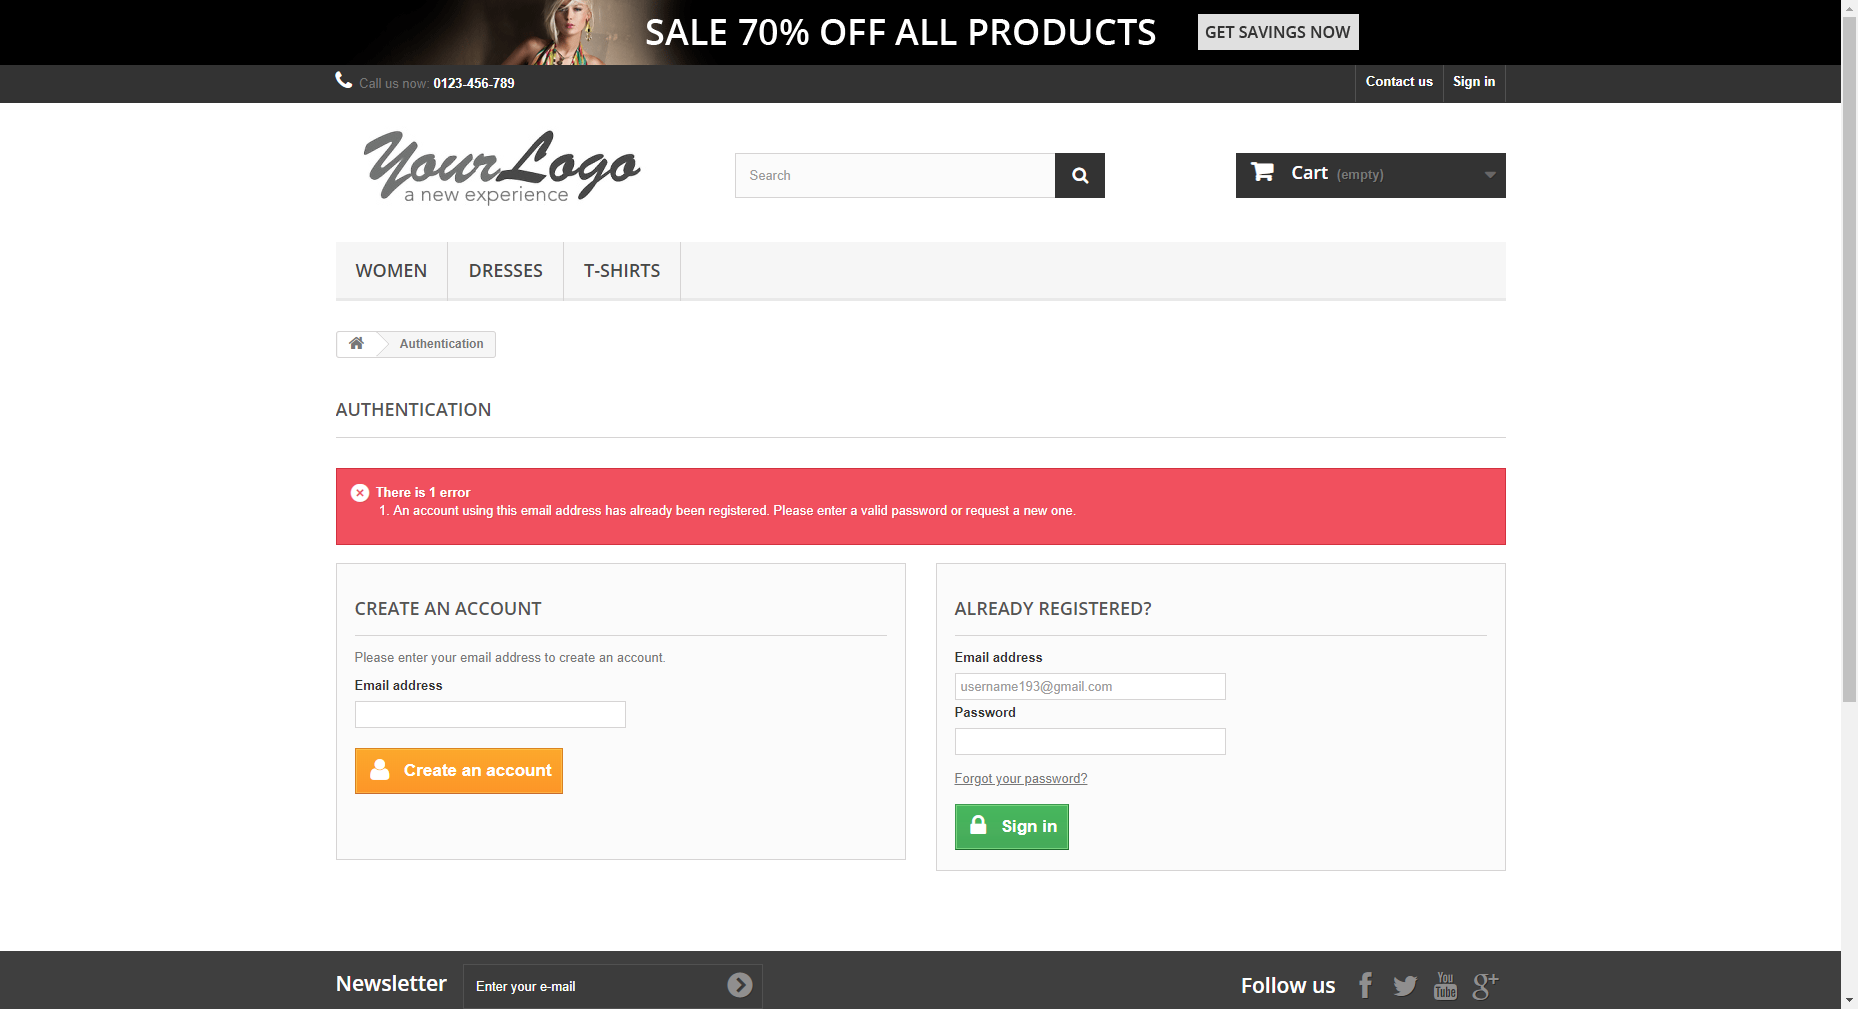 SALE 70% OFF ALL PRODUCTS
GET SAVINGS NOW
Call us now: 0123-456-789
Contact us
Sign in
YourLogo
a new experience
Search
Cart (empty)
WOMEN
DRESSES
T-SHIRTS
Authentication
AUTHENTICATION
There is 1 error
1. An account using this email address has already been registered. Please enter a valid password or request a new one.
CREATE AN ACCOUNT
Please enter your email address to create an account.
Email address
Create an account
ALREADY REGISTERED?
Email address
username193@gmail.com
Password
Forgot your password?
Sign in
Newsletter
Enter your e-mail
Follow us
f
You
Tube
g+